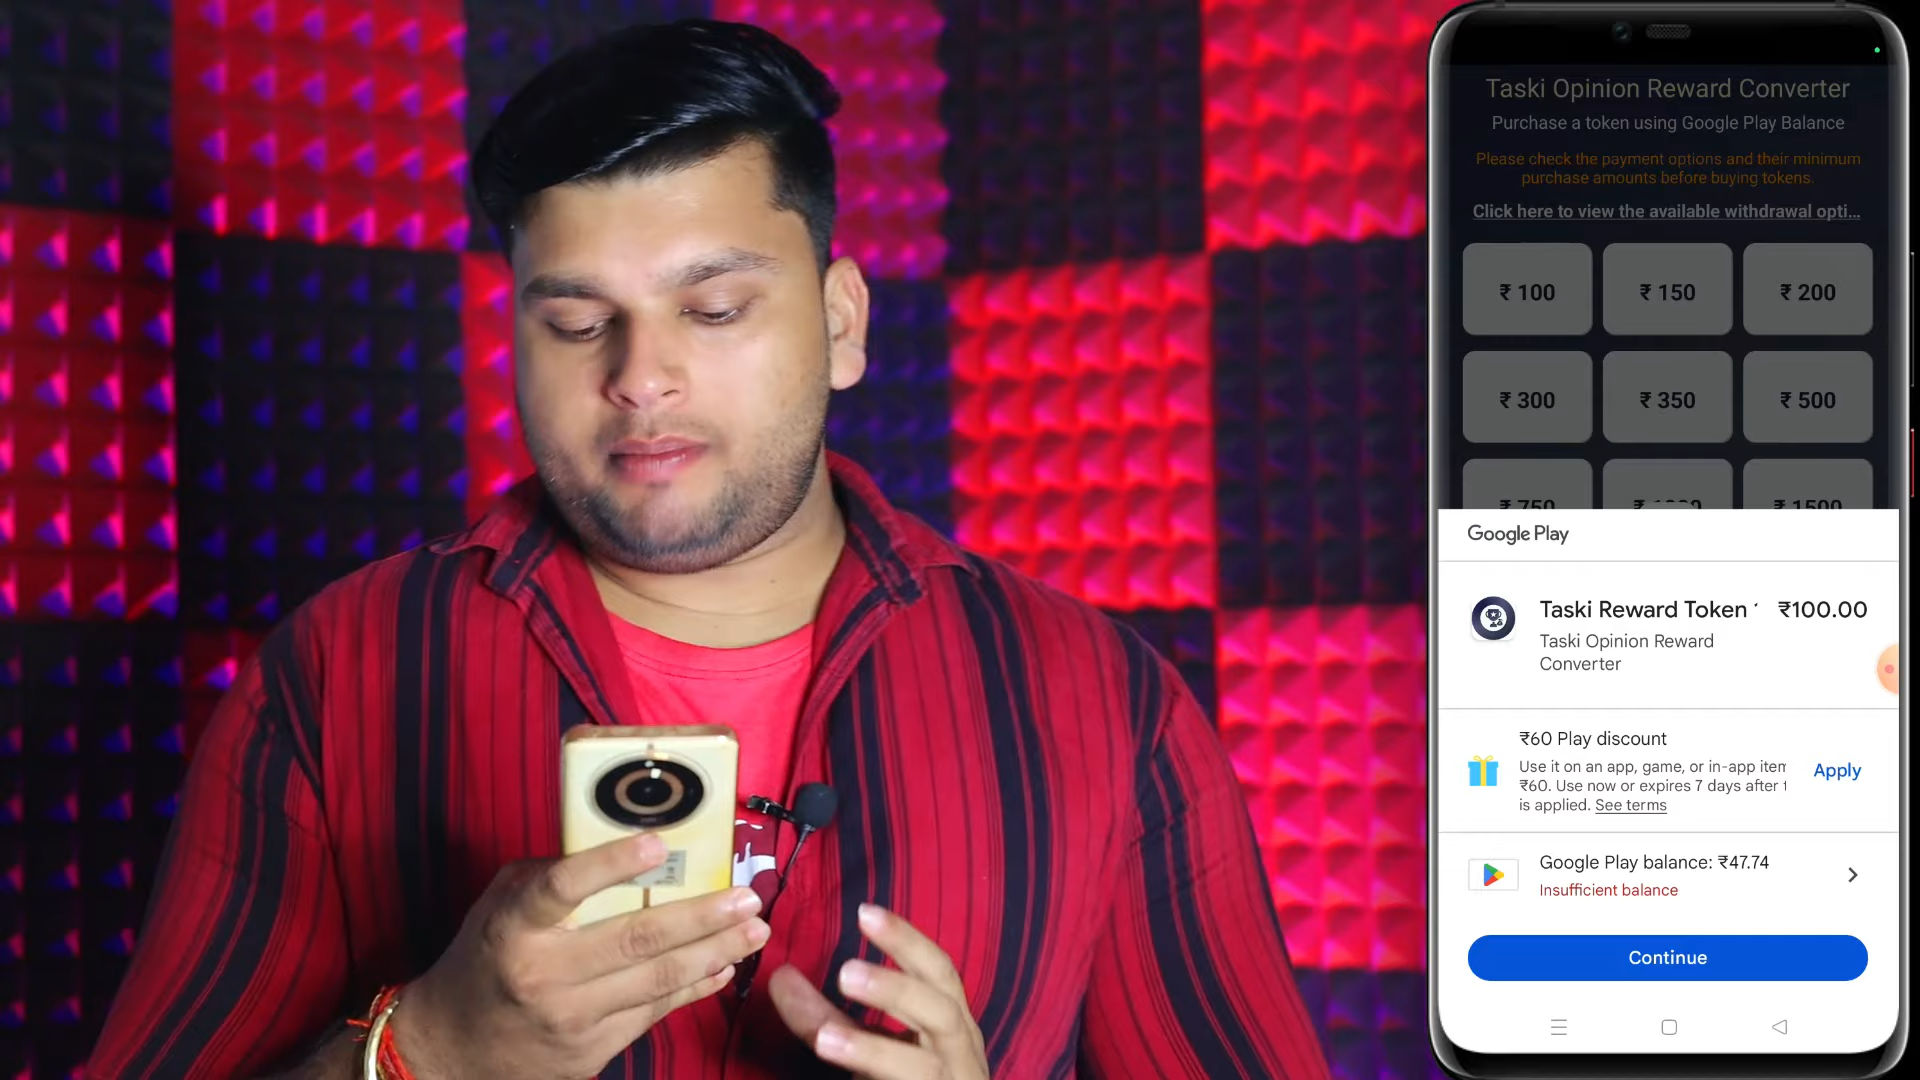 Taski Opinion Reward Converter
Purchase a token using Google Play Balance
Please check the payment options and their minimum
purchase amounts before buying tokens.
Click here to view the available withdrawal opti...
₹ 100 ₹ 150 ₹ 200
₹ 300 ₹ 350 ₹ 500
₹ 750 ₹ 1000 ₹ 1500
Google Play
Taski Reward Token ₹100.00
Taski Opinion Reward
Converter
₹60 Play discount
Use it on an app, game, or in-app item
₹60. Use now or expires 7 days after
is applied. See terms
Apply
Google Play balance: ₹47.74
Insufficient balance
Continue